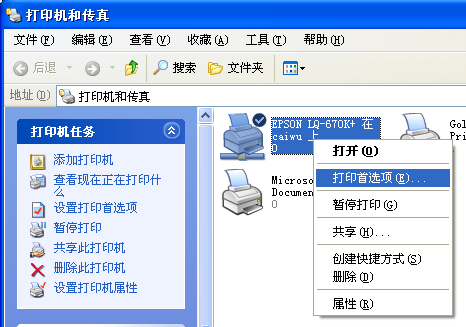 打印机和传真
文件(F) 编辑(E) 查看(V) 收藏(A) 工具(T) 帮助(H)
后退 搜索 文件夹
地址(D) 打印机和传真
打印机任务
添加打印机
查看现在正在打印什
么
设置打印首选项
暂停打印
共享此打印机
删除此打印机
设置打印机属性
EPSON LQ-670K+ 在
caiwu 上
0
Gol
Pri
Microso
Documen
0
打开(O)
打印首选项(E)...
暂停打印(G)
共享(H)...
创建快捷方式(S)
删除(D)
属性(R)